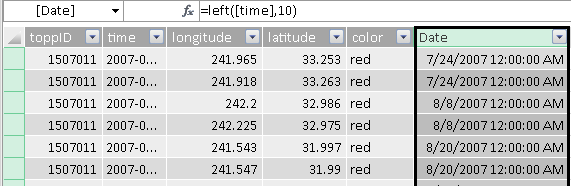 [Date] fx =left([time],10)
toppID time longitude latitude color Date
1507011 2007-0... 241.965 33.253 red 7/24/2007 12:00:00 AM
1507011 2007-0... 241.918 33.263 red 7/24/2007 12:00:00 AM
1507011 2007-0... 242.2 32.986 red 8/8/2007 12:00:00 AM
1507011 2007-0... 242.225 32.975 red 8/8/2007 12:00:00 AM
1507011 2007-0... 241.543 31.997 red 8/20/2007 12:00:00 AM
1507011 2007-0... 241.547 31.99 red 8/20/2007 12:00:00 AM